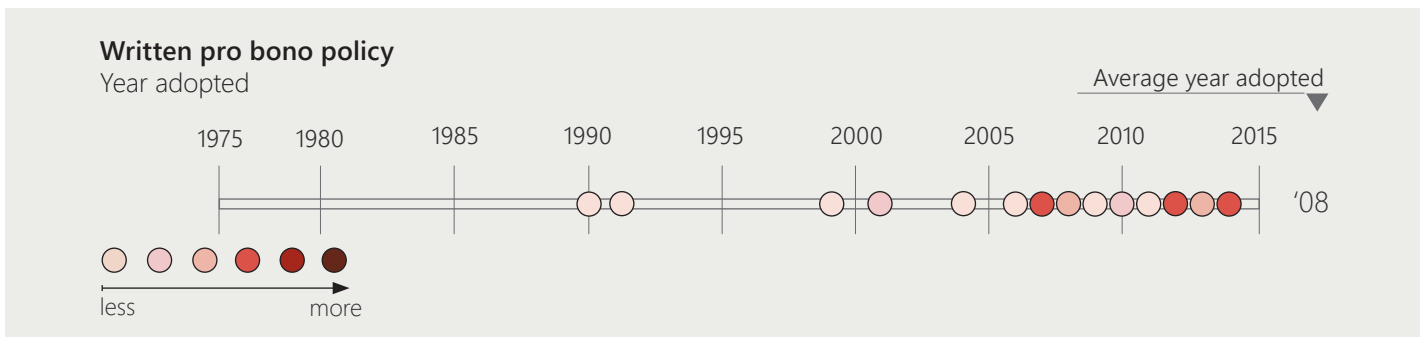 Written pro bono policy
Year adopted
Average year adopted
1975 1980 1985 1990 1995 2000 2005 2010 2015
‘08
less more